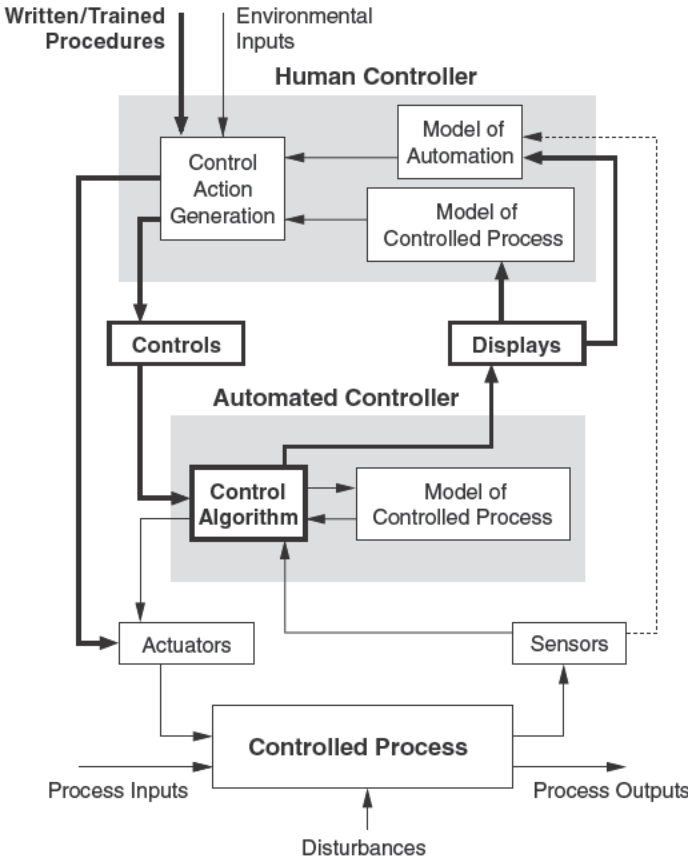 Written/Trained
Procedures
Environmental
Inputs
Human Controller
Control
Action
Generation
Model of
Automation
Model of
Controlled Process
Controls
Displays
Automated Controller
Control
Algorithm
Model of
Controlled Process
Actuators
Sensors
Controlled Process
Process Inputs
Process Outputs
Disturbances